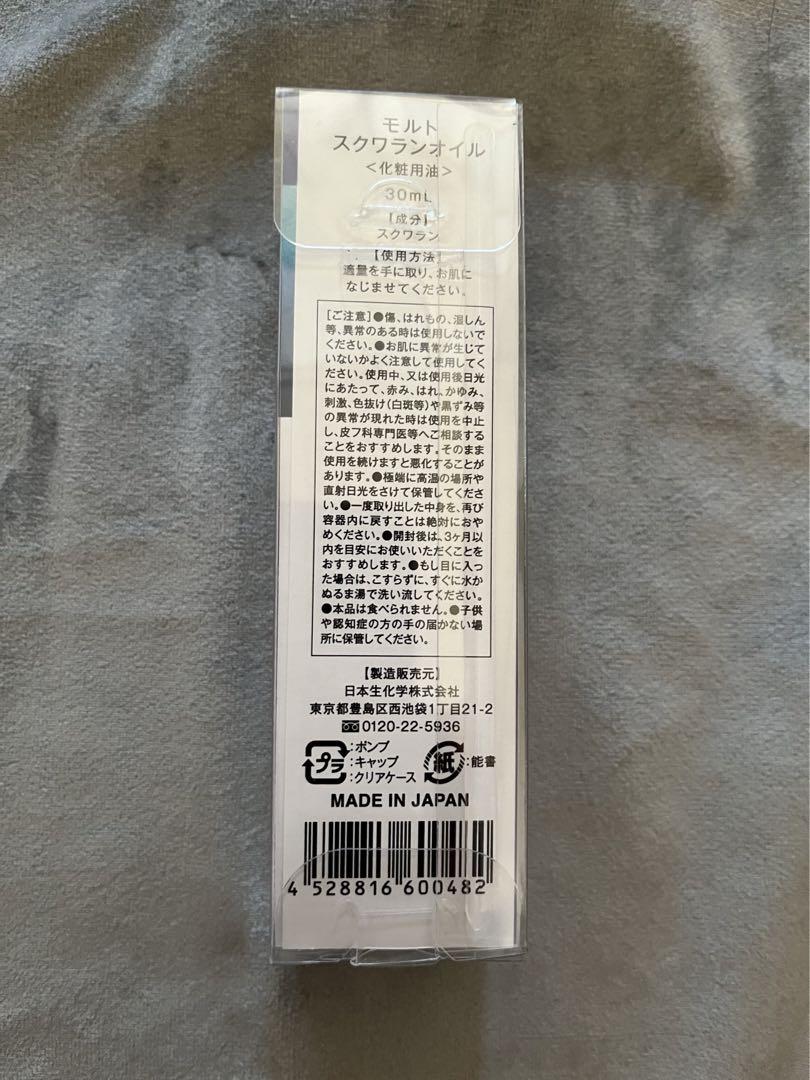 モルト
スクワランオイル
＜化粧用油＞
30mL
【成分】
スクワラン
【使用方法】
適量を手に取り、お肌に
なじませてください。
[ご注意]●傷、はれもの、湿しん
等、異常のある時は使用しないで
ください。●お肌に異常が生じて
いないかよく注意して使用してく
ださい。使用中、又は使用後日光
にあたって、赤み、はれ、かゆみ、
刺激、色抜け(白斑等)や黒ずみ等
の異常が現れた時は使用を中止
し、皮フ科専門医等へご相談する
ことをおすすめします。そのまま
使用を続けますと悪化することが
あります。●極端に高温の場所や
直射日光をさけて保管してくださ
い。●一度取り出した中身を、再び
容器内に戻すことは絶対におや
めください。●開封後は、3ヶ月以
内を目安にお使いいただくことを
おすすめします。●もし目に入っ
た場合は、こすらずに、すぐに水か
ぬるま湯で洗い流してください。
●本品は食べられません。●子供
や認知症の方の手の届かない場
所に保管してください。
【製造販売元】
日本生化学株式会社
東京都豊島区西池袋1丁目21-2
0120-22-5936
プラ :ポンプ
:キャップ
:クリアケース
紙 :能書
MADE IN JAPAN
4 528816 600482